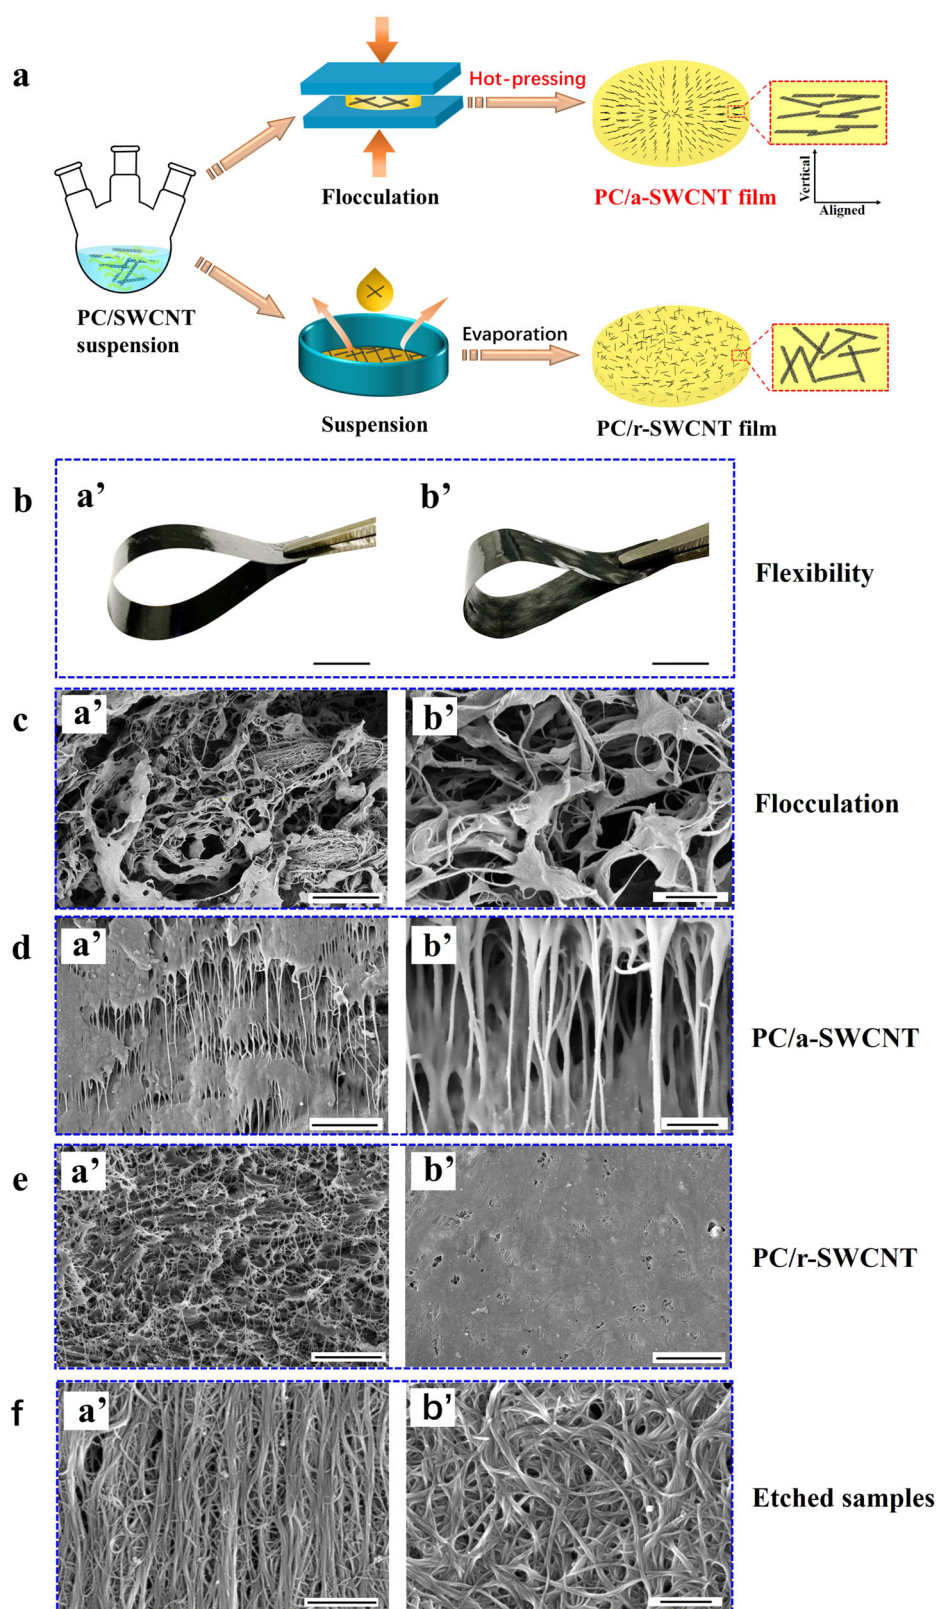 a
Hot-pressing
Flocculation
PC/a-SWCNT film
Vertical
Aligned
PC/SWCNT
suspension
Evaporation
Suspension
PC/r-SWCNT film
b
a’
b’
Flexibility
c
a’
b’
Flocculation
d
a’
b’
PC/a-SWCNT
e
a’
b’
PC/r-SWCNT
f
a’
b’
Etched samples